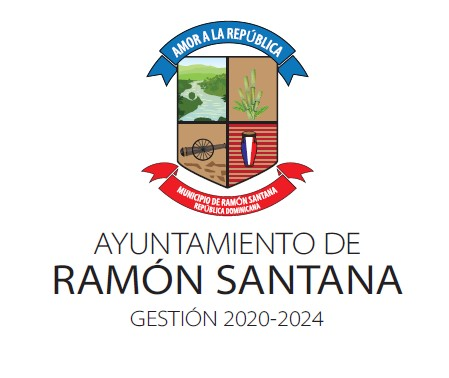 AMOR A LA REPÚBLICA
MUNICIPIO DE RAMÓN SANTANA
REPÚBLICA DOMINICANA
AYUNTAMIENTO DE
RAMÓN SANTANA
GESTIÓN 2020-2024